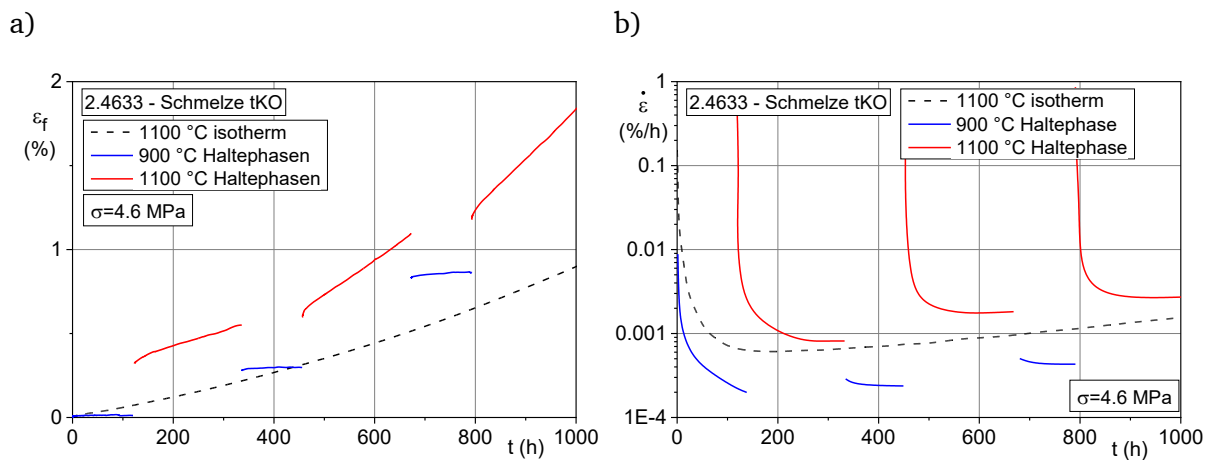 a)
b)
2
1
0
ε_f
(%)
2.4633 - Schmelze tKO
1100 °C isotherm
900 °C Haltephasen
1100 °C Haltephasen
σ=4.6 MPa
0 200 400 600 800 1000
t (h)
1
0.1
0.01
0.001
1E-4
ε̇
(%/h)
2.4633 - Schmelze tKO
1100 °C isotherm
900 °C Haltephase
1100 °C Haltephase
σ=4.6 MPa
0 200 400 600 800 1000
t (h)